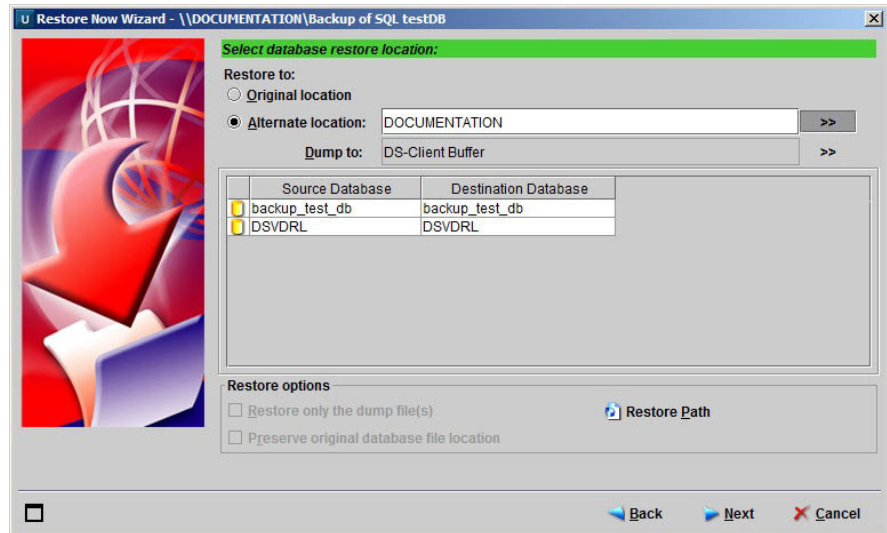 U Restore Now Wizard - \\DOCUMENTATION\Backup of SQL testDB
Select database restore location:
Restore to:
Original location
Alternate location: DOCUMENTATION >>
Dump to: DS-Client Buffer >>
Source Database Destination Database
backup_test_db backup_test_db
DSVDRL DSVDRL
Restore options
Restore only the dump file(s) Restore Path
Preserve original database file location
Back Next Cancel